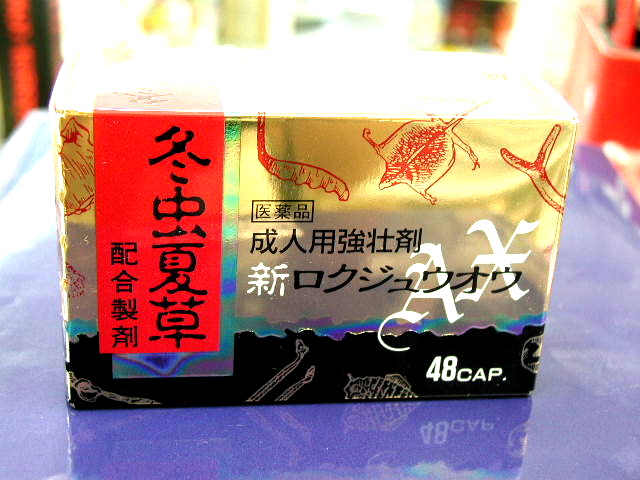 冬虫夏草
配合製剤
医薬品
成人用強壮剤
新ロクジュウオウ
AX
48CAP.